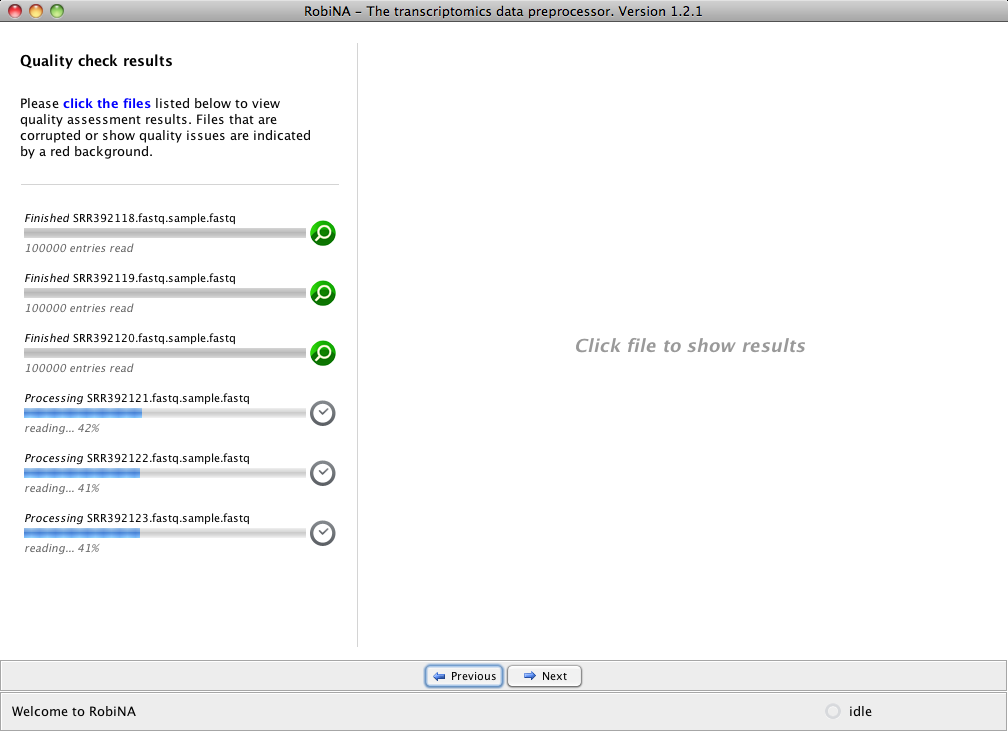 RobiNA - The transcriptomics data preprocessor. Version 1.2.1
Quality check results
Please click the files listed below to view
quality assessment results. Files that are
corrupted or show quality issues are indicated
by a red background.
Finished SRR392118.fastq.sample.fastq
100000 entries read
Finished SRR392119.fastq.sample.fastq
100000 entries read
Finished SRR392120.fastq.sample.fastq
100000 entries read
Processing SRR392121.fastq.sample.fastq
reading... 42%
Processing SRR392122.fastq.sample.fastq
reading... 41%
Processing SRR392123.fastq.sample.fastq
reading... 41%
Click file to show results
Previous
Next
Welcome to RobiNA
idle